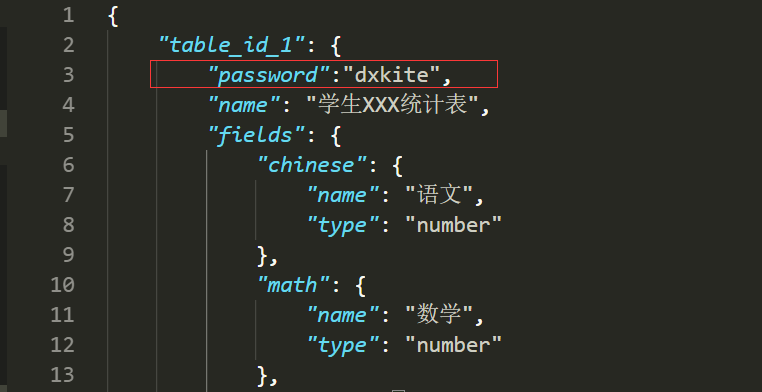 1 {
2 "table_id_1": {
3 "password":"dxkite",
4 "name": "学生XXX统计表",
5 "fields": {
6 "chinese": {
7 "name": "语文",
8 "type": "number"
9 },
10 "math": {
11 "name": "数学",
12 "type": "number"
13 },